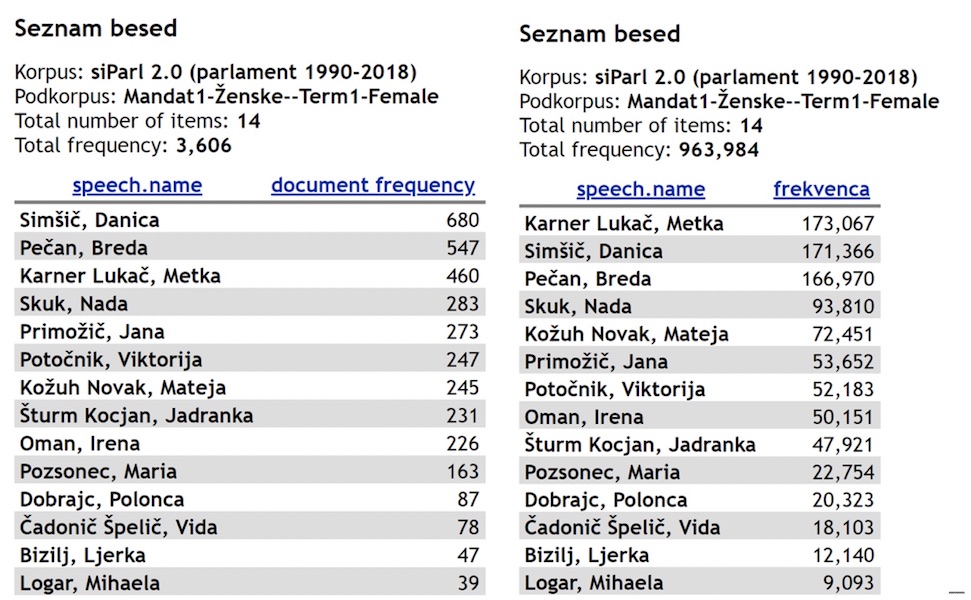 Seznam besed
Korpus: siParl 2.0 (parlament 1990-2018)
Podkorpus: Mandat1-Ženske--Term1-Female
Total number of items: 14
Total frequency: 3,606
speech.name document frequency
Simšič, Danica 680
Pečan, Breda 547
Karner Lukač, Metka 460
Skuk, Nada 283
Primožič, Jana 273
Potočnik, Viktorija 247
Kožuh Novak, Mateja 245
Šturm Kocjan, Jadranka 231
Oman, Irena 226
Pozsonec, Maria 163
Dobrajc, Polonca 87
Čadonič Špelič, Vida 78
Bizilj, Ljerka 47
Logar, Mihaela 39
Seznam besed
Korpus: siParl 2.0 (parlament 1990-2018)
Podkorpus: Mandat1-Ženske--Term1-Female
Total number of items: 14
Total frequency: 963,984
speech.name frekvenca
Karner Lukač, Metka 173,067
Simšič, Danica 171,366
Pečan, Breda 166,970
Skuk, Nada 93,810
Kožuh Novak, Mateja 72,451
Primožič, Jana 53,652
Potočnik, Viktorija 52,183
Oman, Irena 50,151
Šturm Kocjan, Jadranka 47,921
Pozsonec, Maria 22,754
Dobrajc, Polonca 20,323
Čadonič Špelič, Vida 18,103
Bizilj, Ljerka 12,140
Logar, Mihaela 9,093